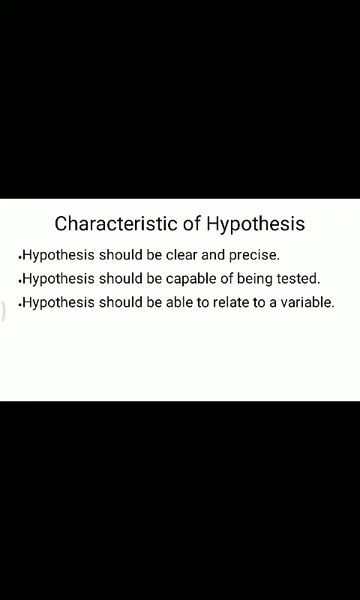 Characteristic of Hypothesis
•Hypothesis should be clear and precise.
•Hypothesis should be capable of being tested.
•Hypothesis should be able to relate to a variable.